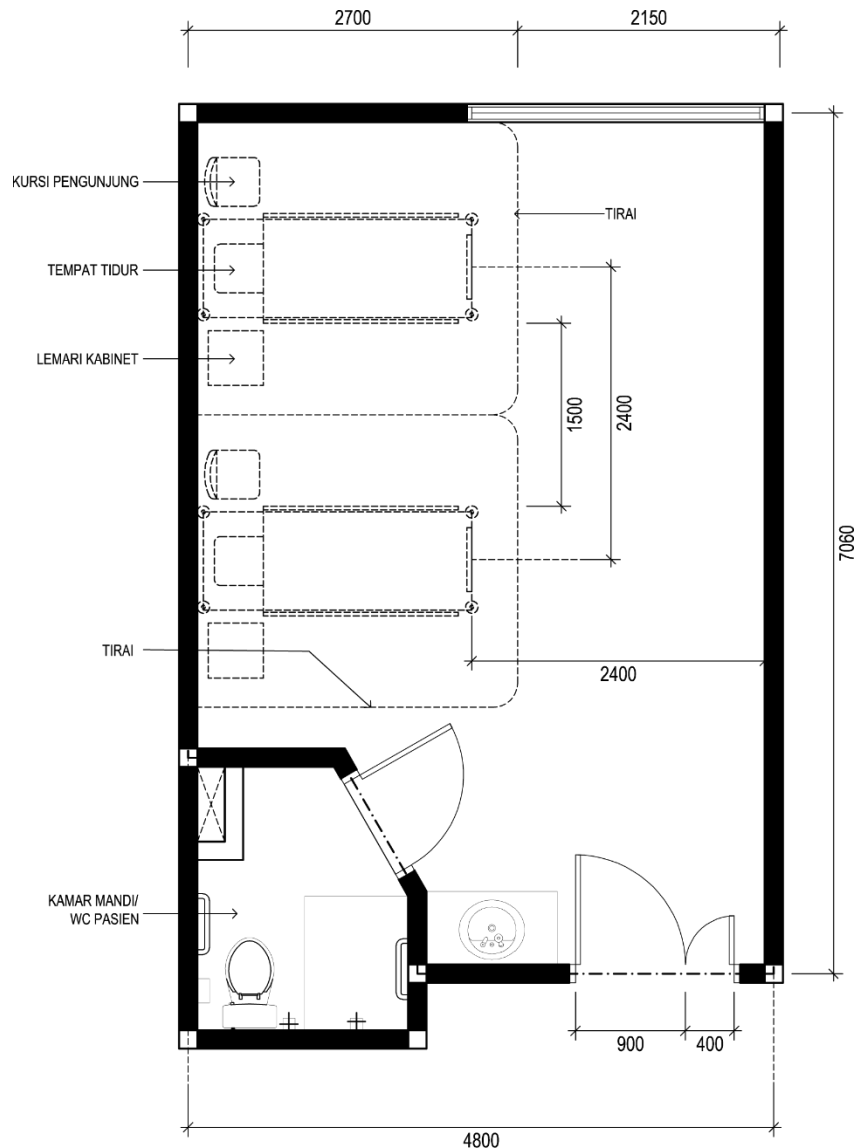 2700
2150
KURSI PENGUNJUNG
TIRAI
TEMPAT TIDUR
LEMARI KABINET
1500
2400
7060
TIRAI
2400
KAMAR MANDI/
WC PASIEN
900
400
4800